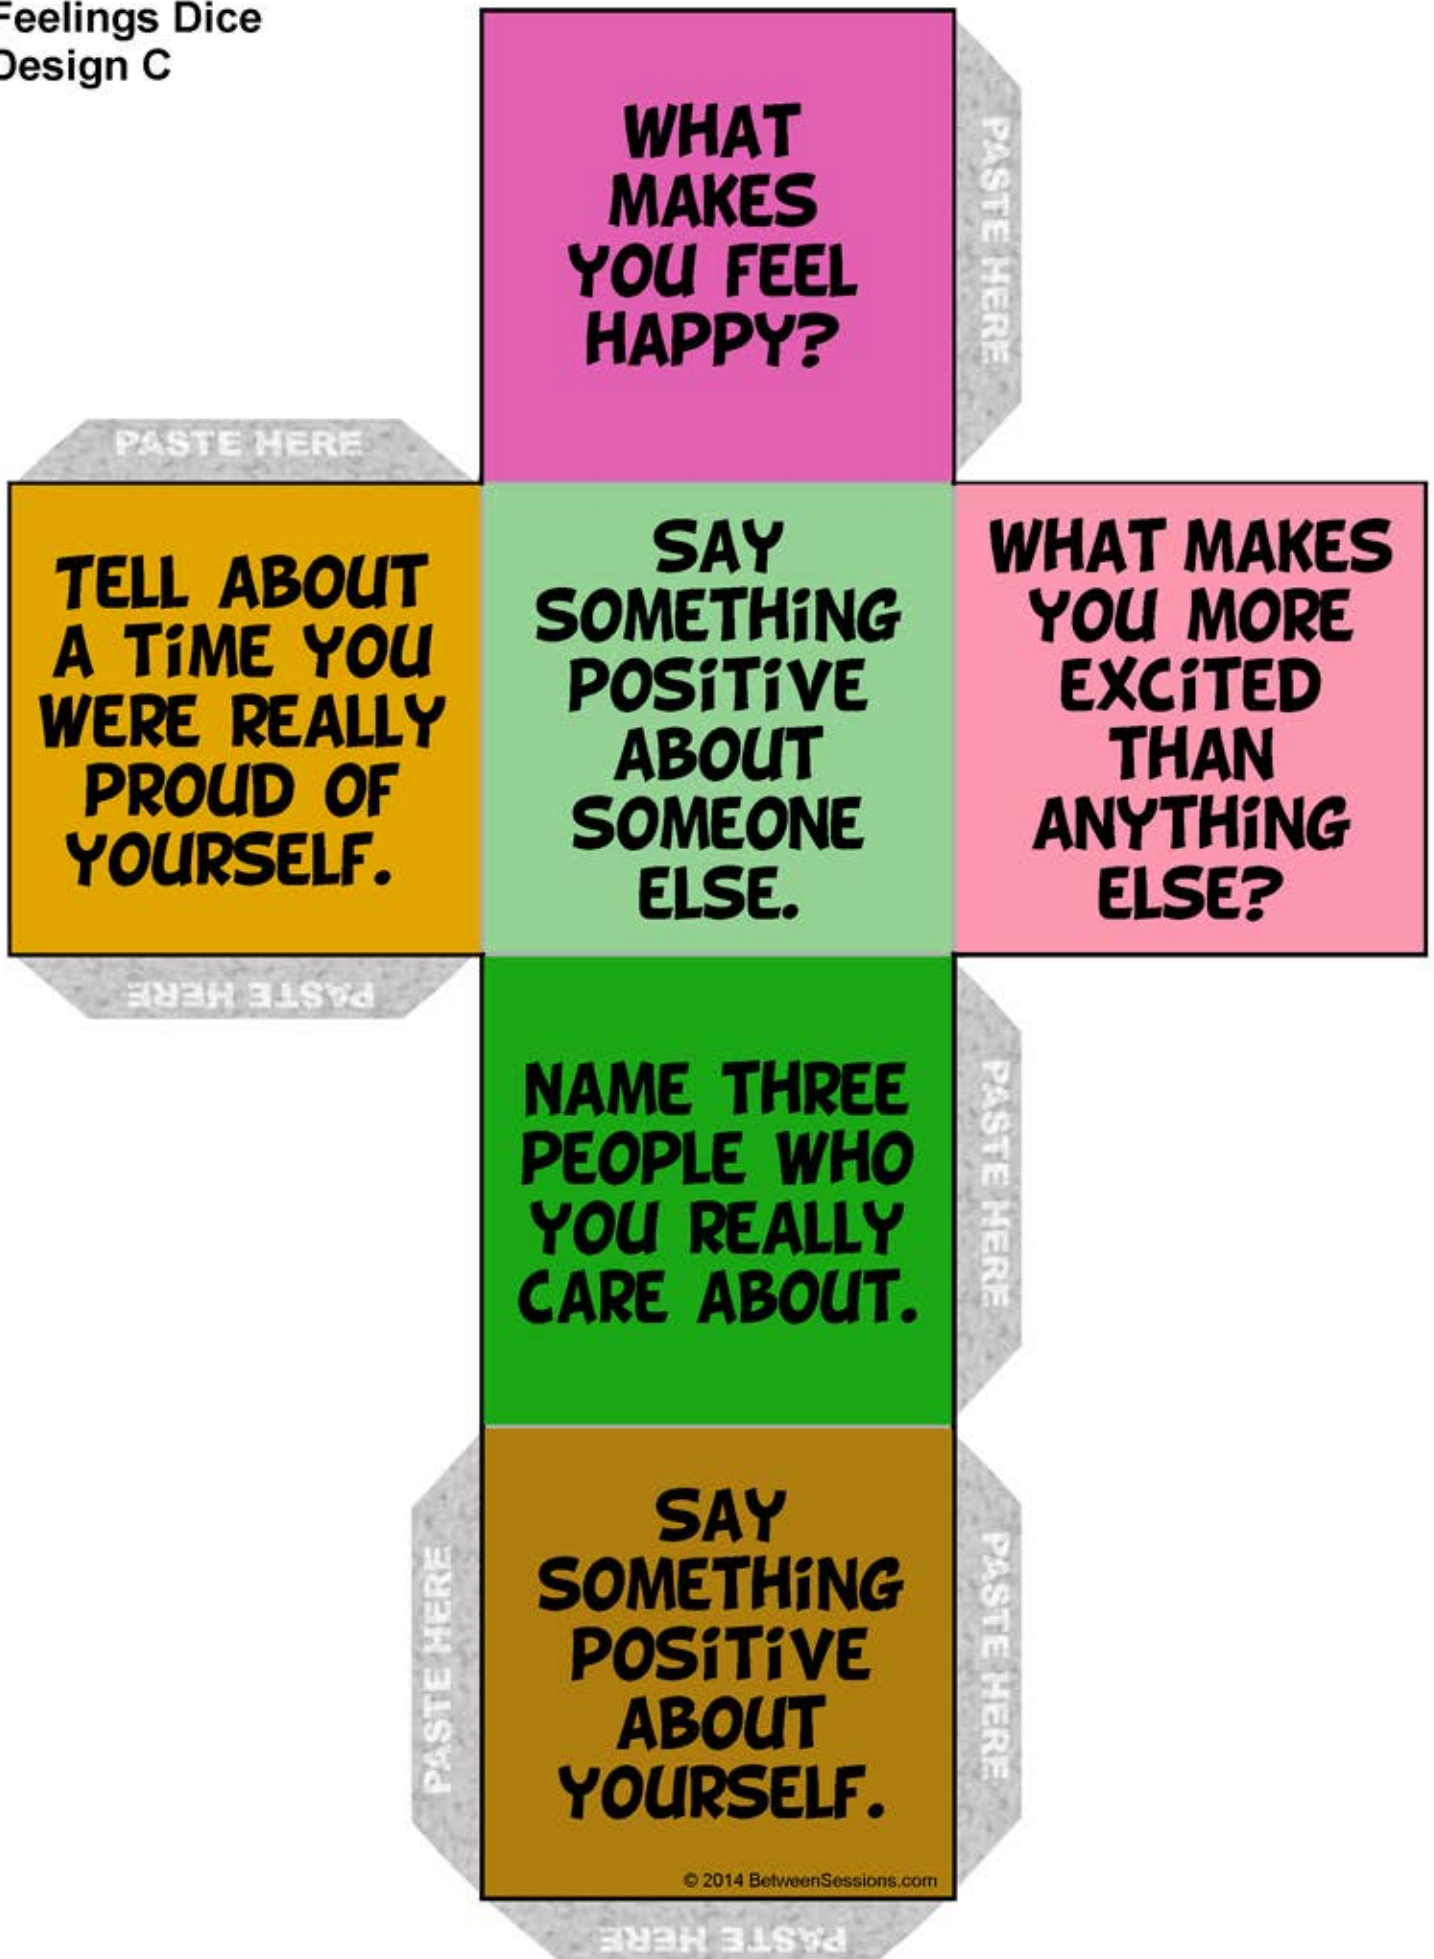 Feelings Dice
Design C
WHAT
MAKES
YOU FEEL
HAPPY?
PASTE HERE
PASTE HERE
TELL ABOUT
A TiME YOU
WERE REALLY
PROUD OF
YOURSELF.
PASTE HERE
SAY
SOMETHiNG
POSiTiVE
ABOUT
SOMEONE
ELSE.
WHAT MAKES
YOU MORE
EXCiTED
THAN
ANYTHiNG
ELSE?
NAME THREE
PEOPLE WHO
YOU REALLY
CARE ABOUT.
PASTE HERE
PASTE HERE
SAY
SOMETHiNG
POSiTiVE
ABOUT
YOURSELF.
© 2014 BetweenSessions.com
PASTE HERE
PASTE HERE